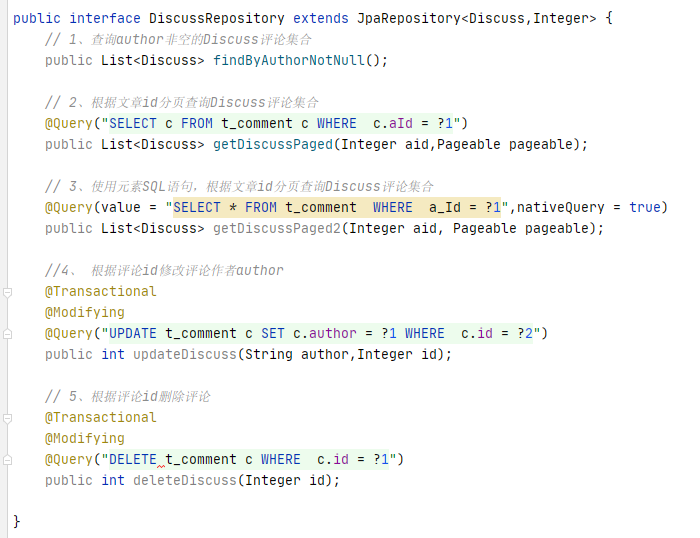 public interface DiscussRepository extends JpaRepository<Discuss,Integer> {
// 1、查询author非空的Discuss评论集合
public List<Discuss> findByAuthorNotNull();
// 2、根据文章id分页查询Discuss评论集合
@Query("SELECT c FROM t_comment c WHERE  c.aId = ?1")
public List<Discuss> getDiscussPaged(Integer aid,Pageable pageable);
// 3、使用元素SQL语句，根据文章id分页查询Discuss评论集合
@Query(value = "SELECT * FROM t_comment  WHERE  a_Id = ?1",nativeQuery = true)
public List<Discuss> getDiscussPaged2(Integer aid, Pageable pageable);
//4、 根据评论id修改评论作者author
@Transactional
@Modifying
@Query("UPDATE t_comment c SET c.author = ?1 WHERE  c.id = ?2")
public int updateDiscuss(String author,Integer id);
// 5、根据评论id删除评论
@Transactional
@Modifying
@Query("DELETE t_comment c WHERE  c.id = ?1")
public int deleteDiscuss(Integer id);
}